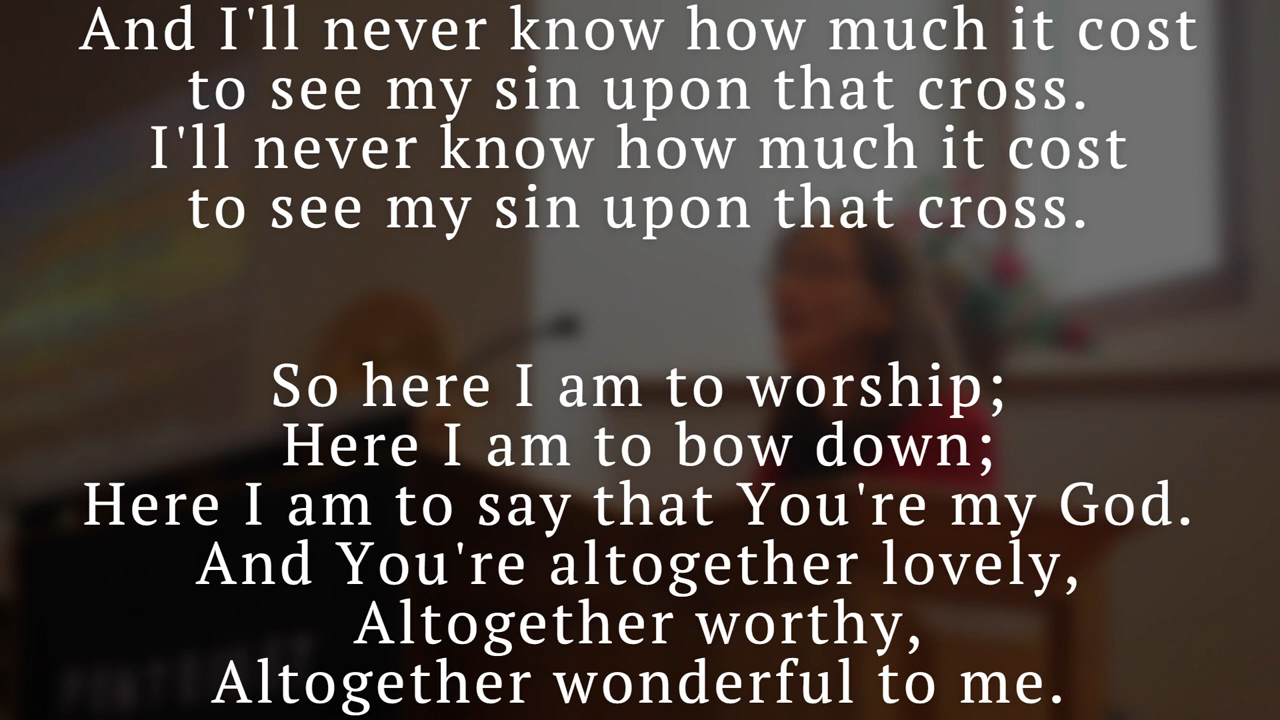 And I'll never know how much it cost
to see my sin upon that cross.
I'll never know how much it cost
to see my sin upon that cross.
So here I am to worship;
Here I am to bow down;
Here I am to say that You're my God.
And You're altogether lovely,
Altogether worthy,
Altogether wonderful to me.